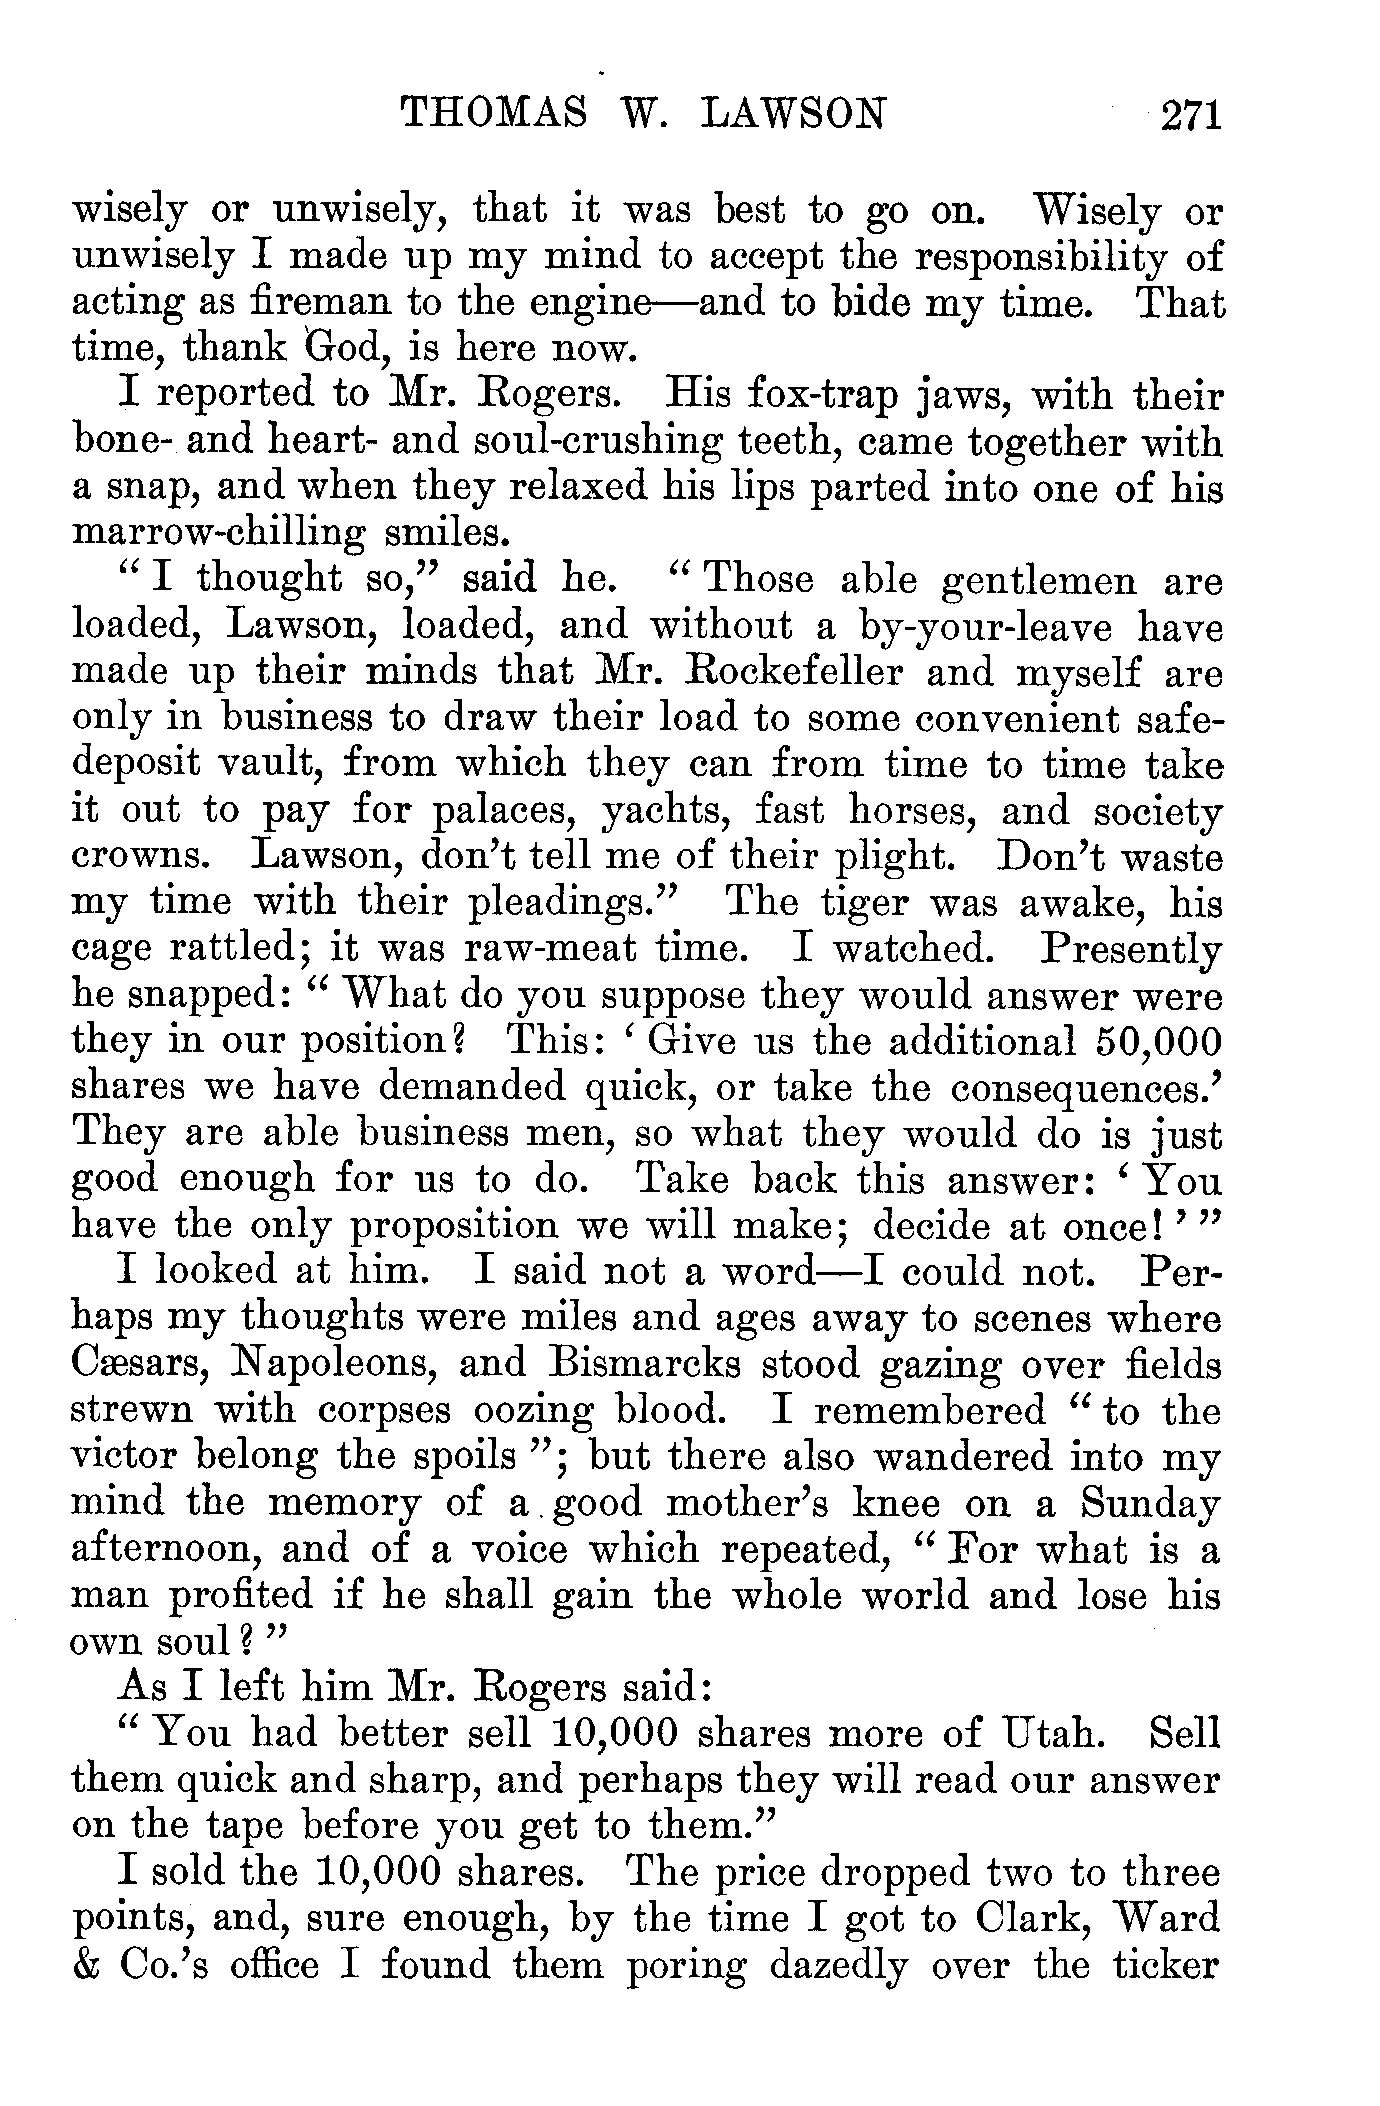 THOMAS W. LAWSON 271
wisely or unwisely, that it was best to go on. Wisely or
unwisely I made up my mind to accept the responsibility of
acting as fireman to the engine—and to bide my time. That
time, thank God, is here now.
I reported to Mr. Rogers. His fox-trap jaws, with their
bone- and heart- and soul-crushing teeth, came together with
a snap, and when they relaxed his lips parted into one of his
marrow-chilling smiles.
“ I thought so,” said he. “ Those able gentlemen are
loaded, Lawson, loaded, and without a by-your-leave have
made up their minds that Mr. Rockefeller and myself are
only in business to draw their load to some convenient safe-
deposit vault, from which they can from time to time take
it out to pay for palaces, yachts, fast horses, and society
crowns. Lawson, don’t tell me of their plight. Don’t waste
my time with their pleadings.” The tiger was awake, his
cage rattled; it was raw-meat time. I watched. Presently
he snapped: “ What do you suppose they would answer were
they in our position? This: ‘ Give us the additional 50,000
shares we have demanded quick, or take the consequences.’
They are able business men, so what they would do is just
good enough for us to do. Take back this answer: ‘ You
have the only proposition we will make; decide at once! ’ ”
I looked at him. I said not a word—I could not. Per-
haps my thoughts were miles and ages away to scenes where
Cæsars, Napoleons, and Bismarcks stood gazing over fields
strewn with corpses oozing blood. I remembered “ to the
victor belong the spoils ”; but there also wandered into my
mind the memory of a good mother’s knee on a Sunday
afternoon, and of a voice which repeated, “ For what is a
man profited if he shall gain the whole world and lose his
own soul ? ”
As I left him Mr. Rogers said:
“ You had better sell 10,000 shares more of Utah. Sell
them quick and sharp, and perhaps they will read our answer
on the tape before you get to them.”
I sold the 10,000 shares. The price dropped two to three
points, and, sure enough, by the time I got to Clark, Ward
& Co.’s office I found them poring dazedly over the ticker